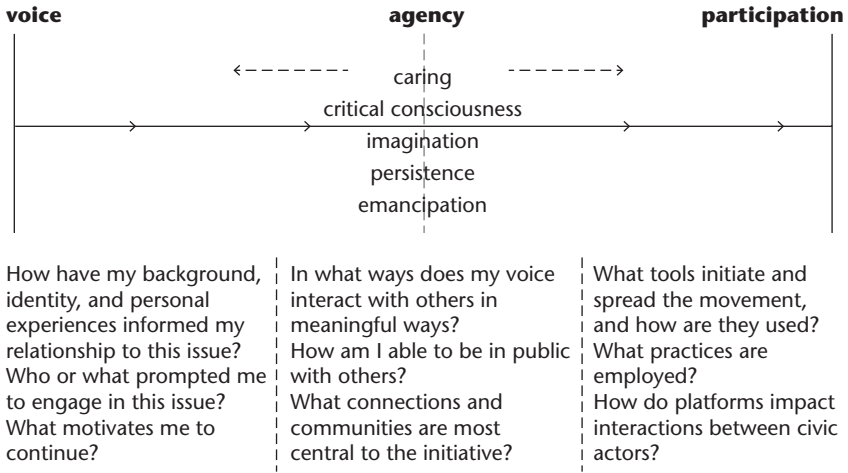 voice
agency
participation
caring
critical consciousness
imagination
persistence
emancipation
How have my background,
identity, and personal
experiences informed my
relationship to this issue?
Who or what prompted me
to engage in this issue?
What motivates me to
continue?
In what ways does my voice
interact with others in
meaningful ways?
How am I able to be in public
with others?
What connections and
communities are most
central to the initiative?
What tools initiate and
spread the movement,
and how are they used?
What practices are
employed?
How do platforms impact
interactions between civic
actors?